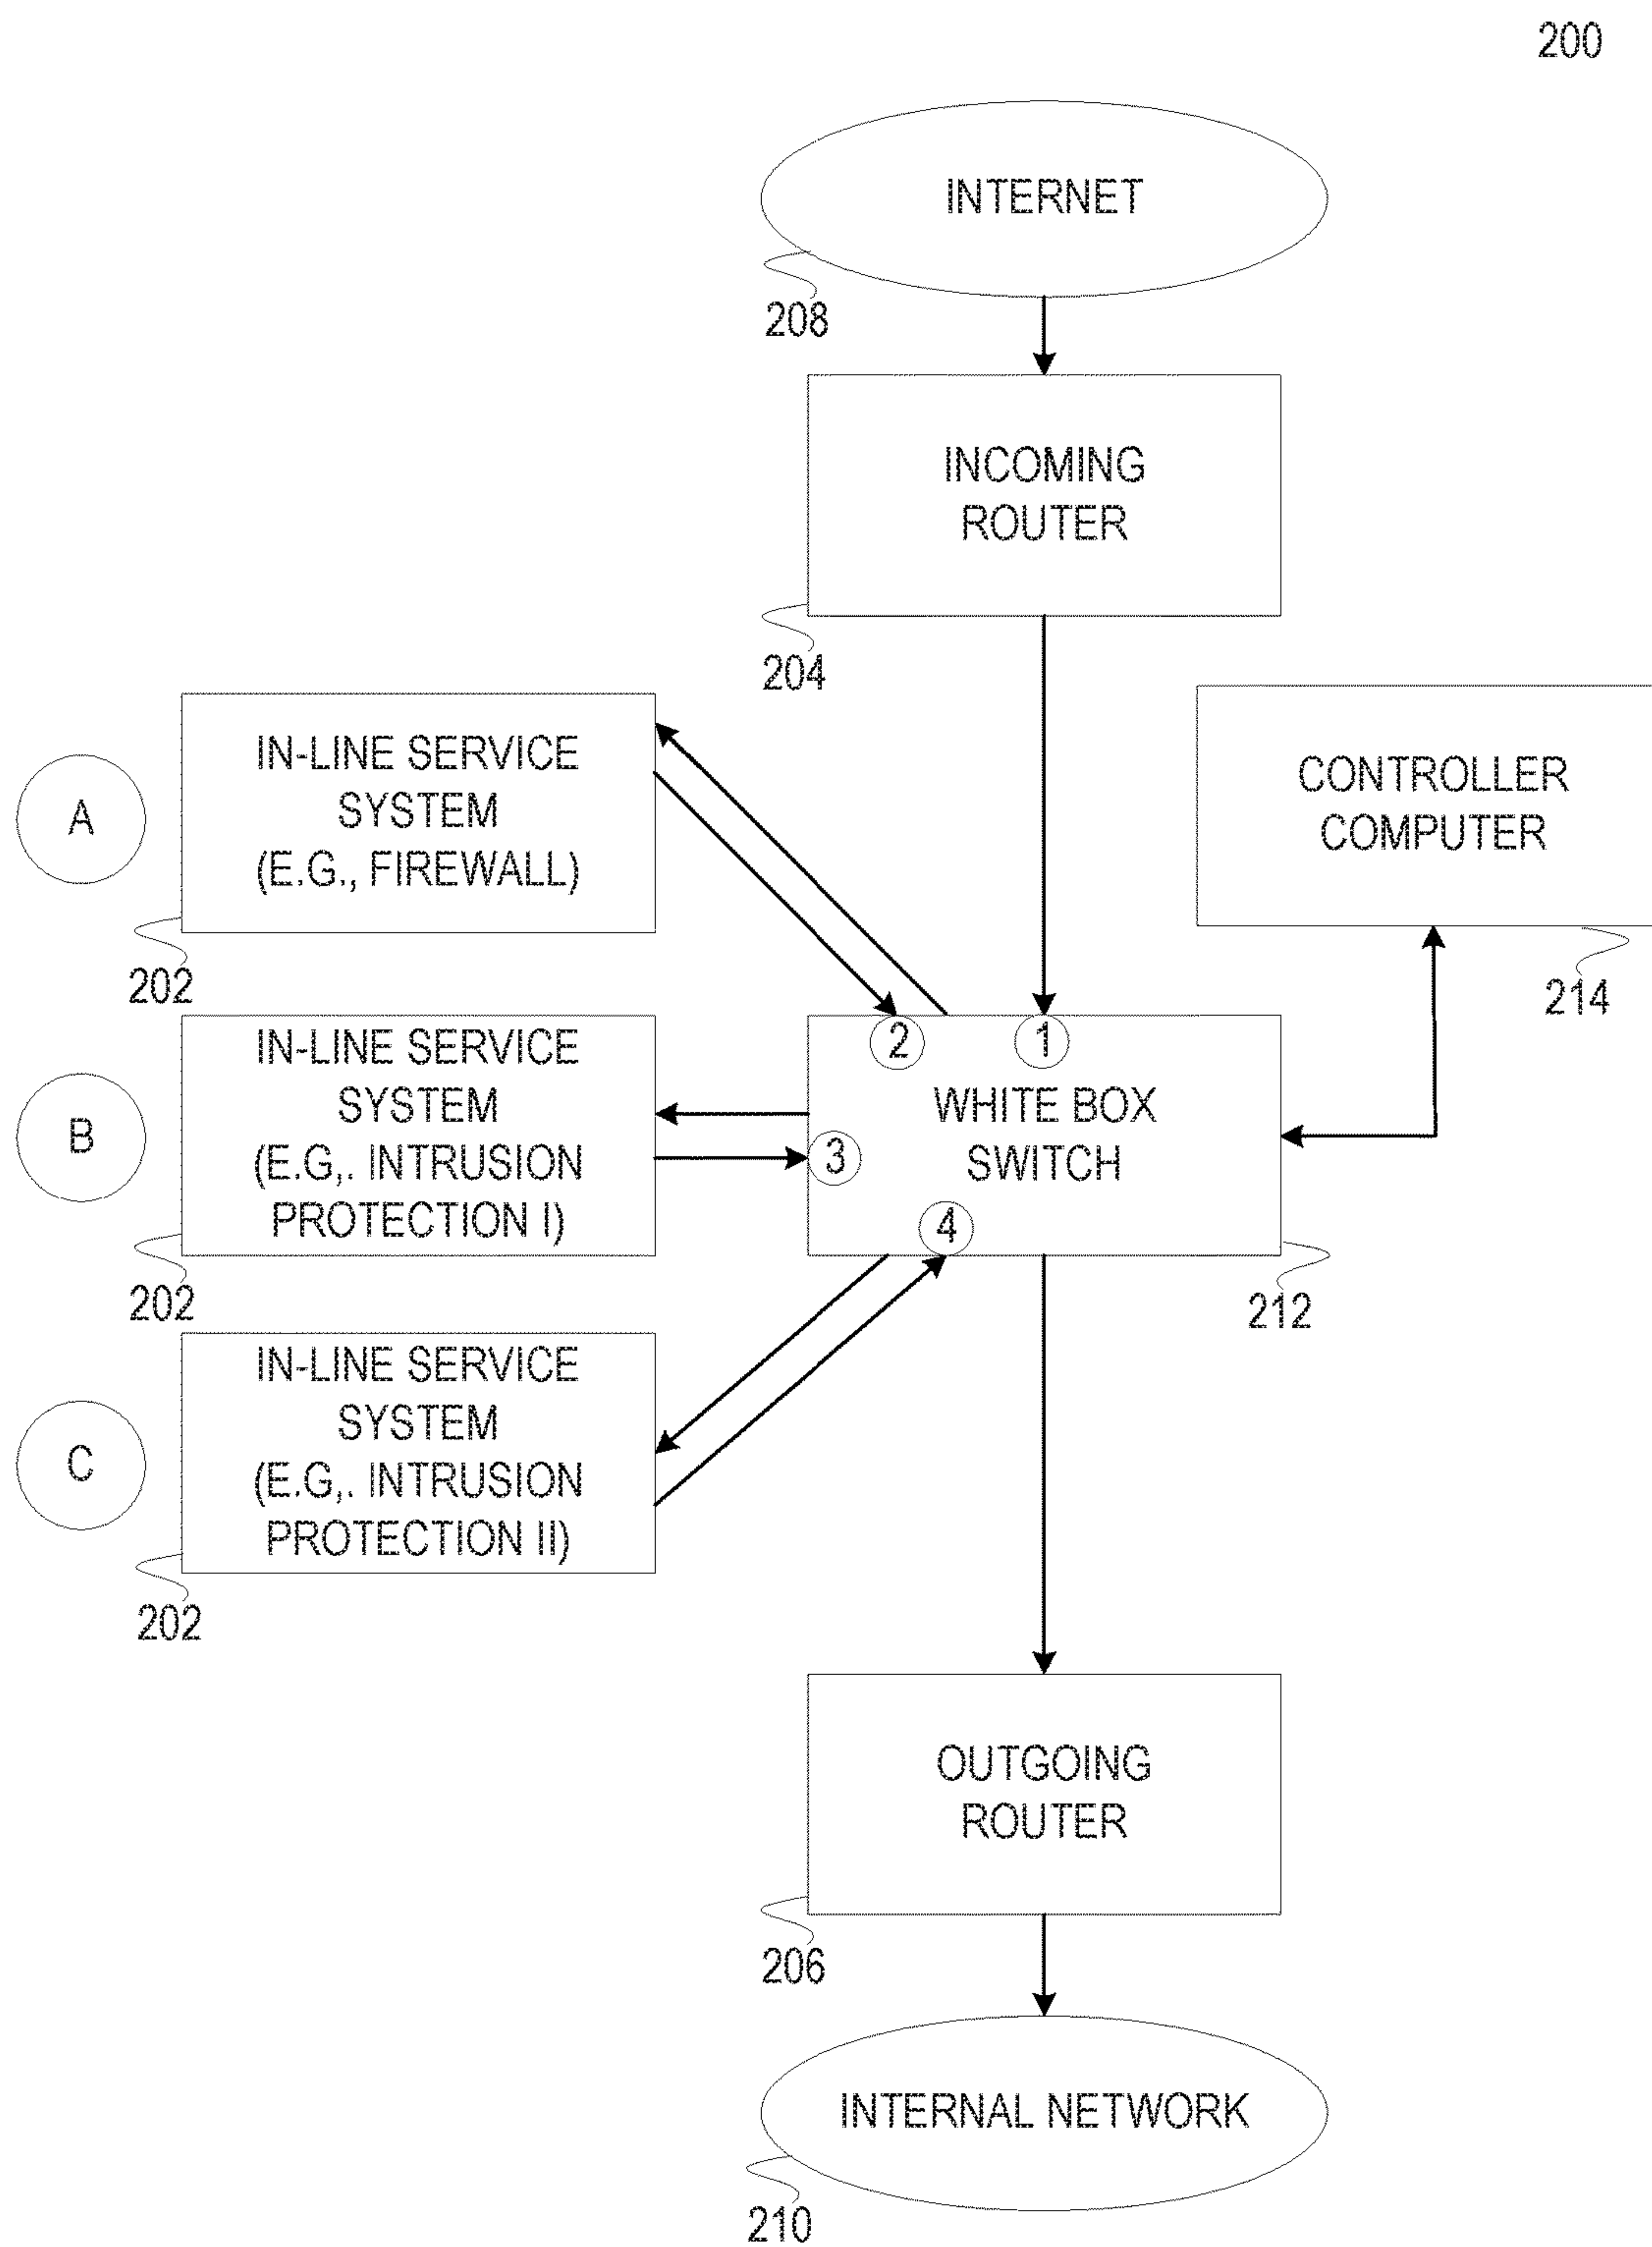 200
INTERNET
208
INCOMING
ROUTER
204
A
IN-LINE SERVICE
SYSTEM
(E.G., FIREWALL)
202
CONTROLLER
COMPUTER
214
B
IN-LINE SERVICE
SYSTEM
(E.G,. INTRUSION
PROTECTION I)
202
2
1
3
4
WHITE BOX
SWITCH
212
C
IN-LINE SERVICE
SYSTEM
(E.G,. INTRUSION
PROTECTION II)
202
OUTGOING
ROUTER
206
INTERNAL NETWORK
210